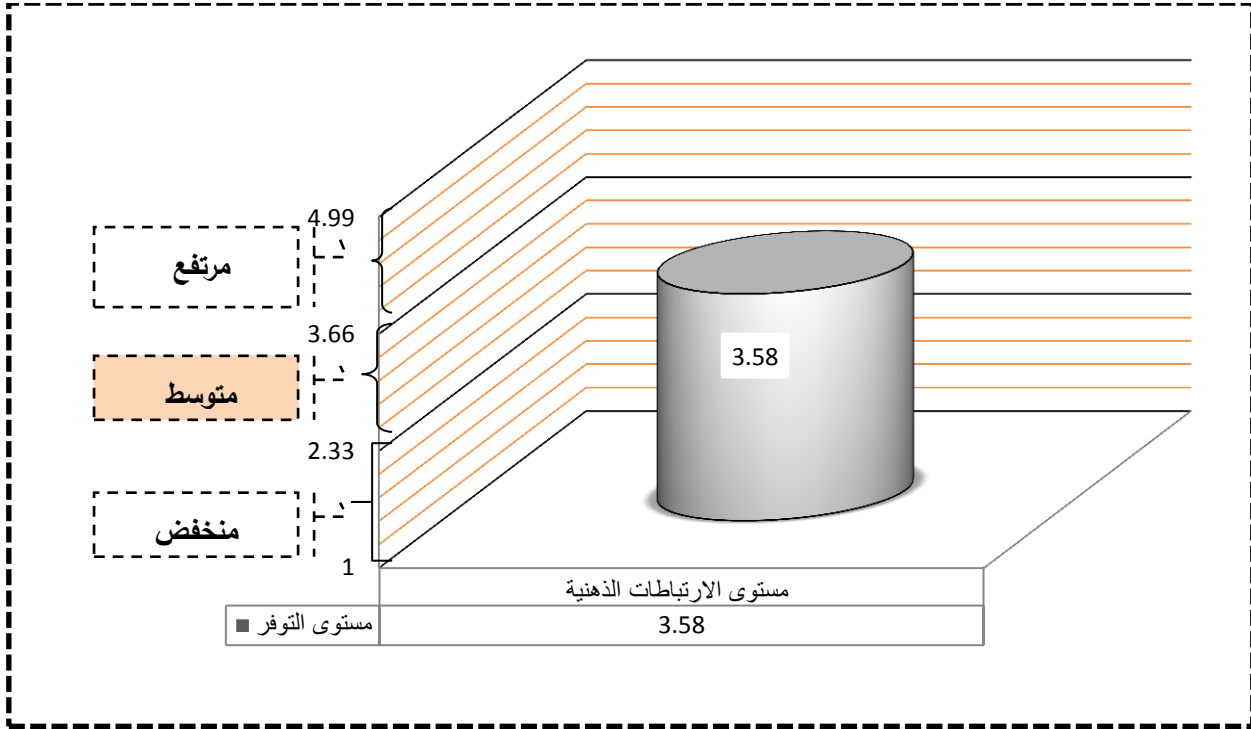 4.99
مرتفع
3.66
3.58
متوسط
2.33
منخفض
1
مستوى الارتباطات الذهنية
مستوى التوفر 3.58